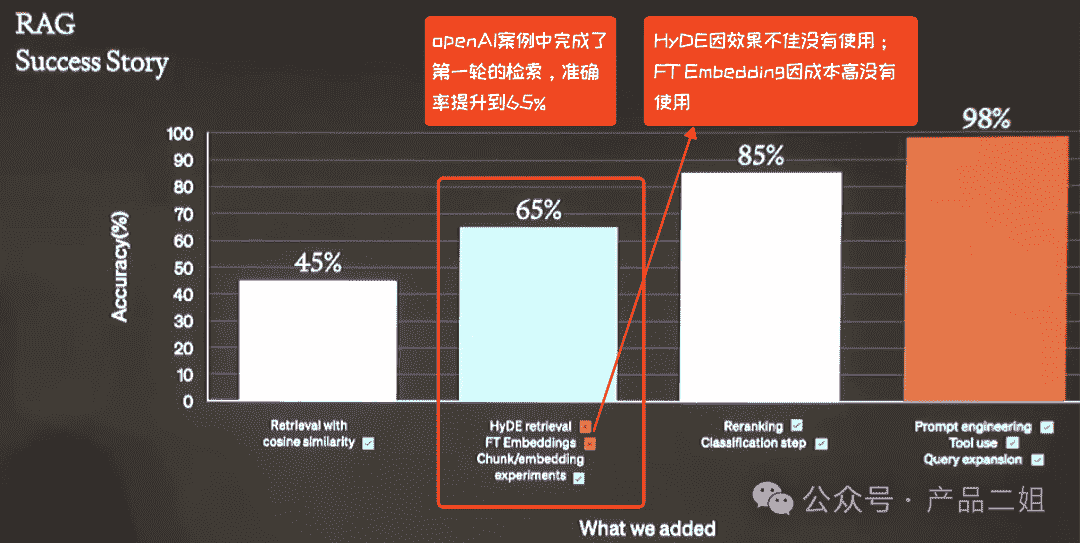 RAG
Success Story
openAI案例中完成了
第一轮的检索，准确
率提升到65%
HyDE因效果不佳没有使用；
FT Embedding因成本高没有
使用
Accuracy(%)
100
90
80
70
60
50
40
30
20
10
0
45%
65%
85%
98%
Retrieval with
cosine similarity
HyDE retrieval
FT Embeddings
Chunk/embedding
experiments
Reranking
Classification step
Prompt engineering
Tool use
Query expansion
What we added
公众号 · 产品二姐